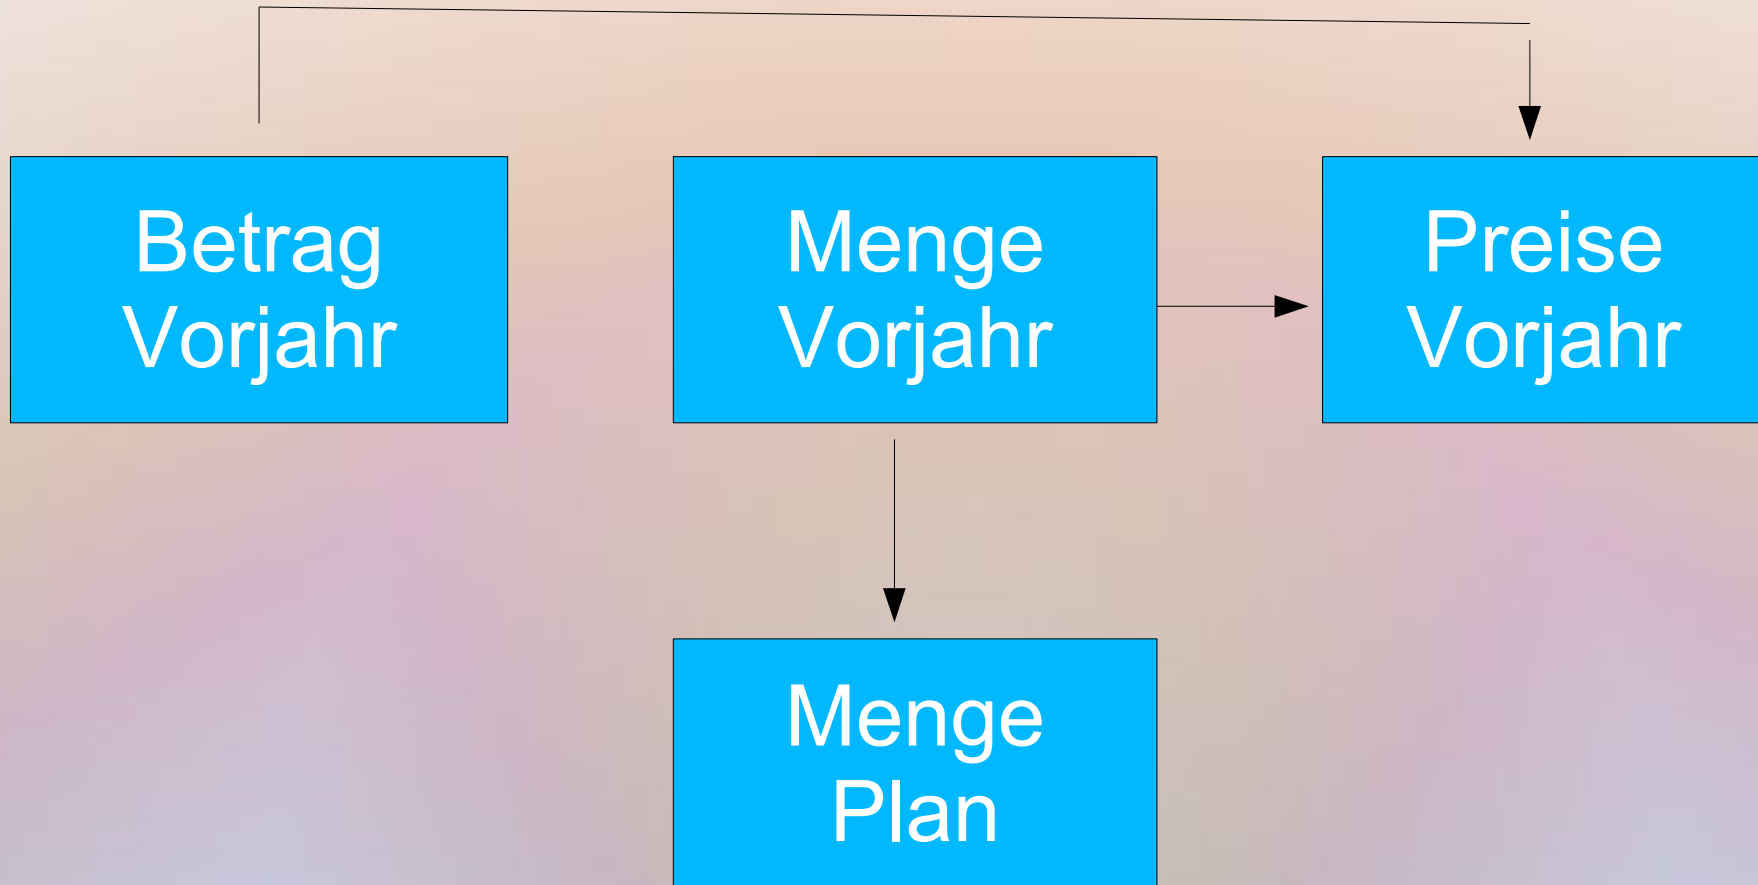 Betrag
Vorjahr
Menge
Vorjahr
Preise
Vorjahr
Menge
Plan